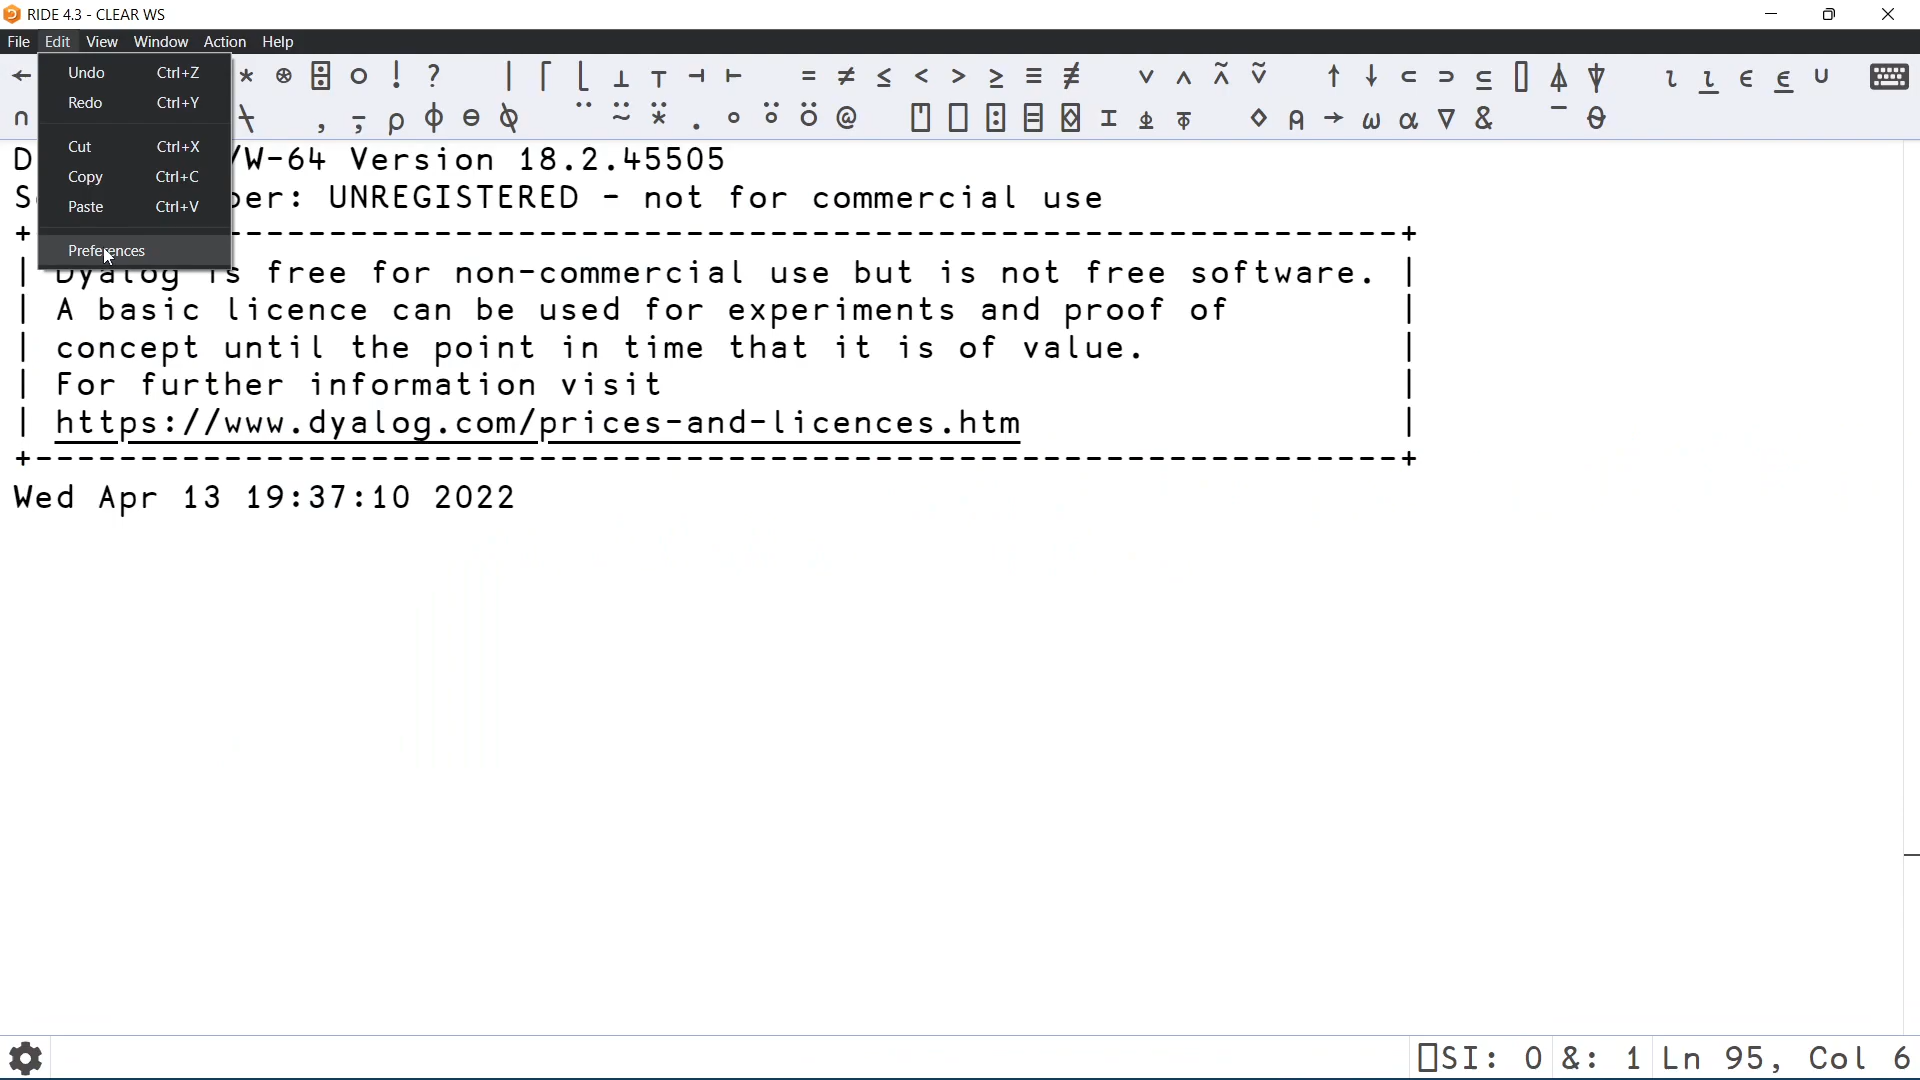 RIDE 4.3 - CLEAR WS
File Edit View Window Action Help
← * ⍟ ⌹ ○ ! ? | ⌈ ⌊ ⊥ ⊤ ⊣ ⊢ = ≠ ≤ < > ≥ ≡ ≢ ∨ ∧ ⍲ ⍱ ↑ ↓ ⊂ ⊃ ⊆ ⌷ ⍋ ⍒ ⍳ ⍸ ∊ ⍷ ∪
∩ ⍀ , ⍪ ⍴ ⌽ ⊖ ⍉ ¨ ⍨ ⍣ . ∘ ⍤ ⍥ @ ⍞ ⎕ ⍠ ⌸ ⌺ ⌶ ⍎ ⍕ ⋄ ⍝ → ⍵ ⍺ ∇ & ¯ ⍬
Undo Ctrl+Z
Redo Ctrl+Y
Cut Ctrl+X
Copy Ctrl+C
Paste Ctrl+V
Preferences
D /W-64 Version 18.2.45505
S ber: UNREGISTERED - not for commercial use
+-------------------------------------------------------+
| Dyalog is free for non-commercial use but is not free software. |
| A basic licence can be used for experiments and proof of |
| concept until the point in time that it is of value. |
| For further information visit |
| https://www.dyalog.com/prices-and-licences.htm |
+-----------------------------------------------------------------+
Wed Apr 13 19:37:10 2022
⎕SI: 0 &: 1 Ln 95, Col 6